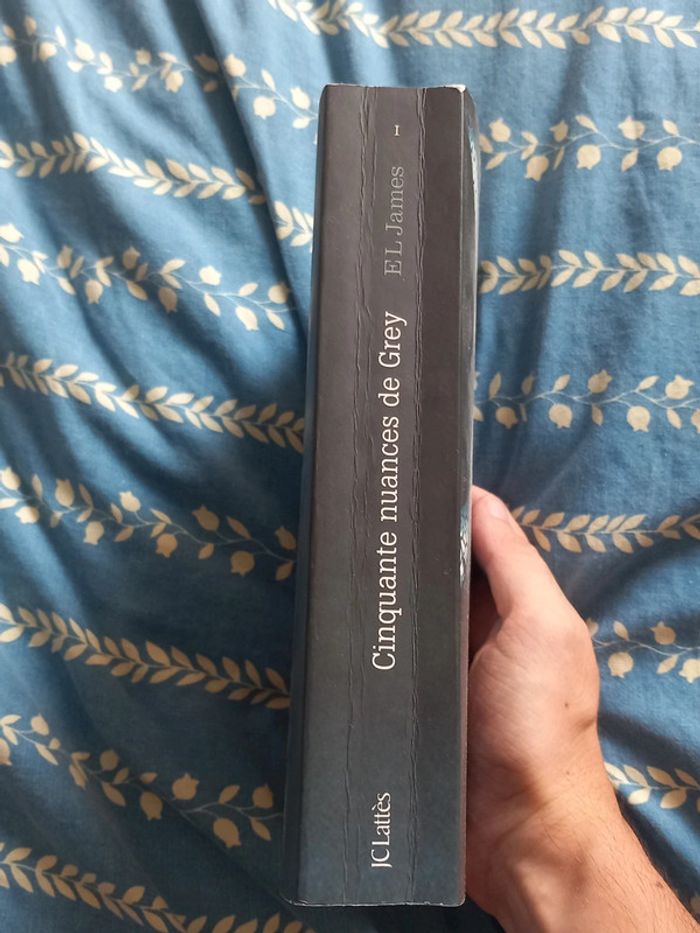 JC Lattès
Cinquante nuances de Grey
E L James
I